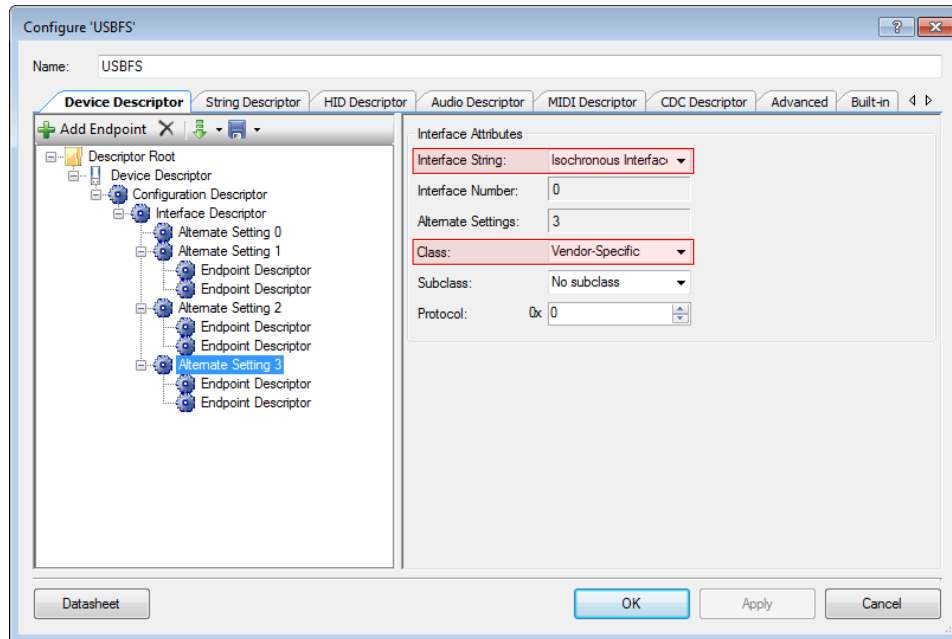 Configure 'USBFS'
Name: USBFS
Device Descriptor String Descriptor HID Descriptor Audio Descriptor MIDI Descriptor CDC Descriptor Advanced Built-in
Add Endpoint
Descriptor Root
Device Descriptor
Configuration Descriptor
Interface Descriptor
Alternate Setting 0
Alternate Setting 1
Endpoint Descriptor
Endpoint Descriptor
Alternate Setting 2
Endpoint Descriptor
Endpoint Descriptor
Alternate Setting 3
Endpoint Descriptor
Endpoint Descriptor
Interface Attributes
Interface String: Isochronous Interfac
Interface Number: 0
Alternate Settings: 3
Class: Vendor-Specific
Subclass: No subclass
Protocol: 0x 0
Datasheet OK Apply Cancel